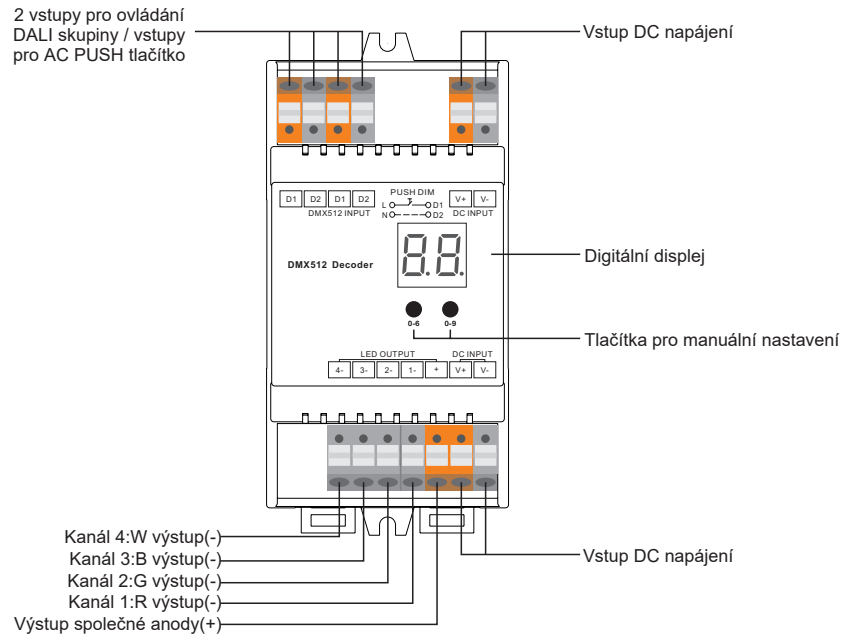 2 vstupy pro ovládání
DALI skupiny / vstupy
pro AC PUSH tlačítko
Vstup DC napájení
D1 D2 D1 D2
DMX512 INPUT
PUSH DIM
L D1
N D2
V+ V-
DC INPUT
DMX512 Decoder
8.8.
Digitální displej
0-6 0-9
Tlačítka pro manuální nastavení
LED OUTPUT DC INPUT
4- 3- 2- 1- + V+ V-
Kanál 4:W výstup(-)
Kanál 3:B výstup(-)
Kanál 2:G výstup(-)
Kanál 1:R výstup(-)
Výstup společné anody(+)
Vstup DC napájení